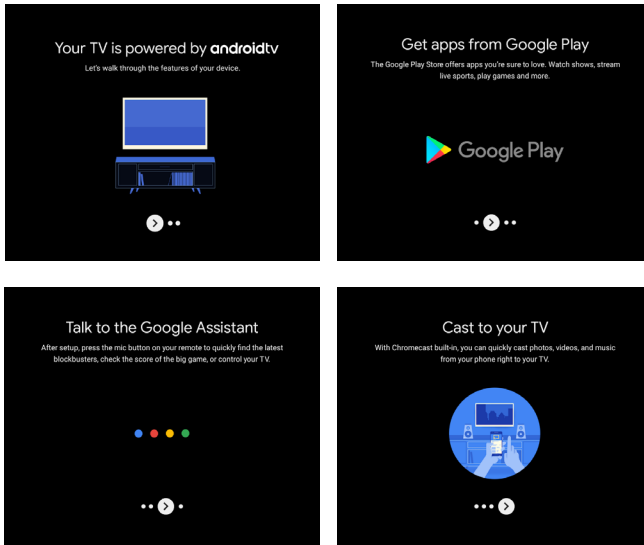 Your TV is powered by androidtv
Let's walk through the features of your device.
Get apps from Google Play
The Google Play Store offers apps you're sure to love. Watch shows, stream
live sports, play games and more.
Google Play
Talk to the Google Assistant
After setup, press the mic button on your remote to quickly find the latest
blockbusters, check the score of the big game, or control your TV.
Cast to your TV
With Chromecast built-in, you can quickly cast photos, videos, and music
from your phone right to your TV.